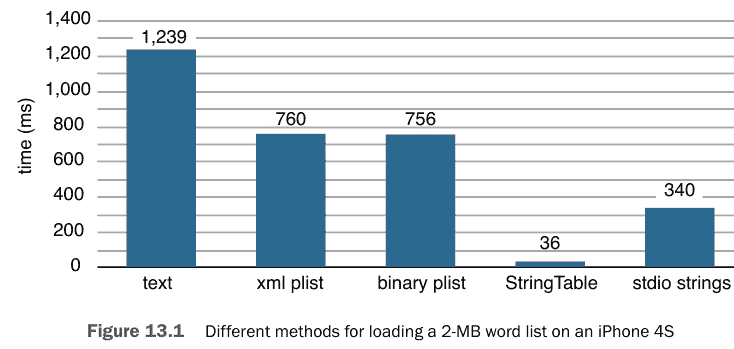 1,400
1,200
1,000
800
600
400
200
0
time (ms)
1,239
760
756
36
340
text
xml plist
binary plist
StringTable
stdio strings
Figure 13.1 Different methods for loading a 2-MB word list on an iPhone 4S